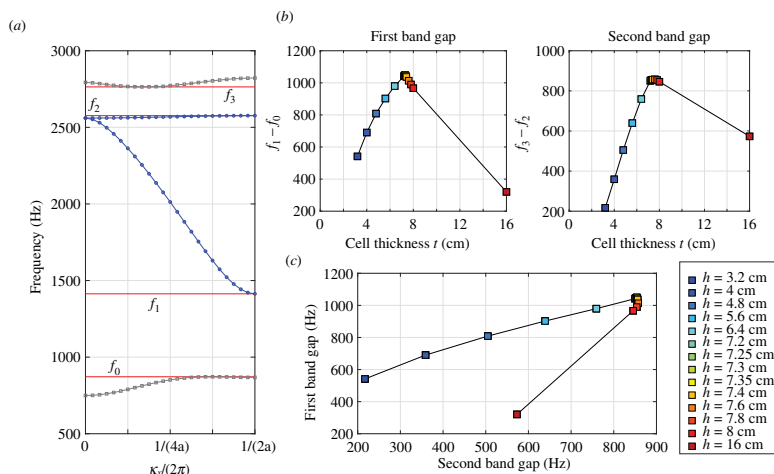 (a)
3000
2500
2000
1500
1000
500
Frequency (Hz)
f3
f2
f1
f0
0
1/(4a)
1/(2a)
κ/(2π)
(b)
First band gap
1200
1000
800
600
400
200
f1 – f0
0
4
8
12
16
Cell thickness t (cm)
Second band gap
1000
800
600
400
200
f3 – f2
0
4
8
12
16
Cell thickness t (cm)
(c)
1200
1000
800
600
400
200
0
First band gap (Hz)
200
300
400
500
600
700
800
900
Second band gap (Hz)
h = 3.2 cm
h = 4 cm
h = 4.8 cm
h = 5.6 cm
h = 6.4 cm
h = 7.2 cm
h = 7.25 cm
h = 7.3 cm
h = 7.35 cm
h = 7.4 cm
h = 7.6 cm
h = 7.8 cm
h = 8 cm
h = 16 cm